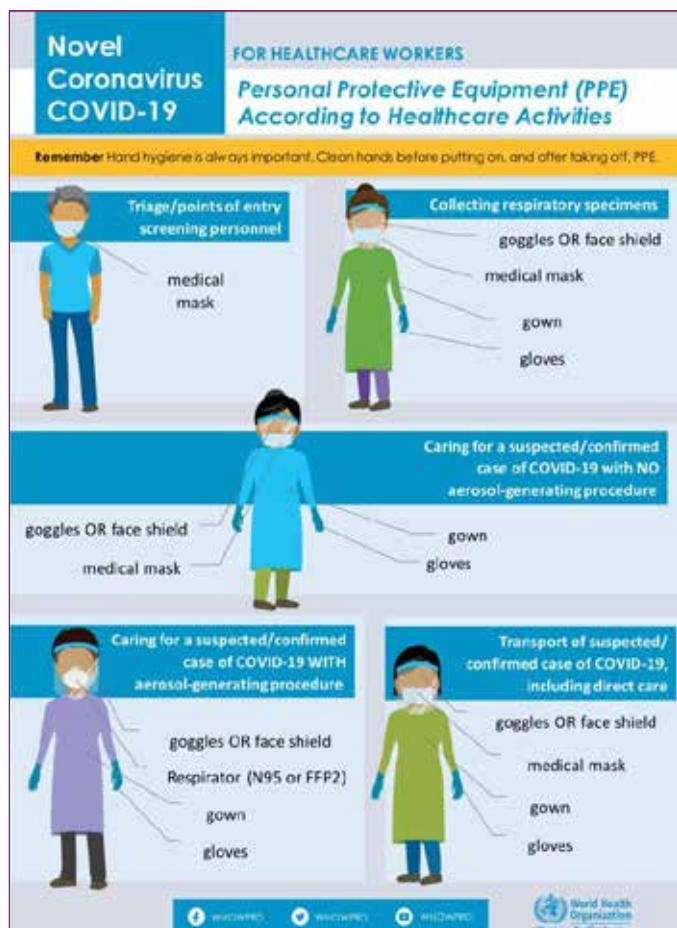 Novel
Coronavirus
COVID-19
FOR HEALTHCARE WORKERS
Personal Protective Equipment (PPE)
According to Healthcare Activities
Remember Hand hygiene is always important. Clean hands before putting on, and after taking off, PPE.
Triage/points of entry
screening personnel
medical
mask
Collecting respiratory specimens
goggles OR face shield
medical mask
gown
gloves
Caring for a suspected/confirmed
case of COVID-19 with NO
aerosol-generating procedure
goggles OR face shield
medical mask
gown
gloves
Caring for a suspected/confirmed
case of COVID-19 WITH
aerosol-generating procedure
goggles OR face shield
Respirator (N95 or FFP2)
gown
gloves
Transport of suspected/
confirmed case of COVID-19,
including direct care
goggles OR face shield
medical mask
gown
gloves
WHOWPRO
WHOWPRO
WHOWPRO
World Health
Organization